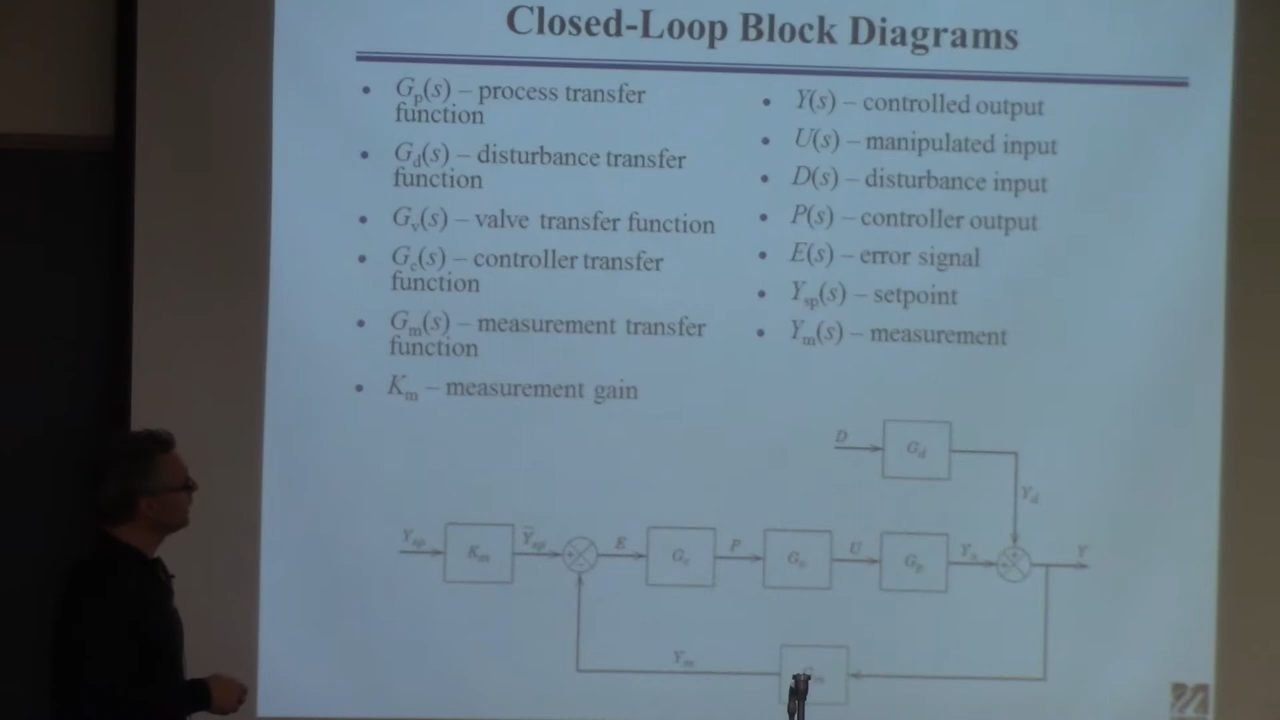 Closed-Loop Block Diagrams
• G_p(s) – process transfer
function
• G_d(s) – disturbance transfer
function
• G_v(s) – valve transfer function
• G_c(s) – controller transfer
function
• G_m(s) – measurement transfer
function
• K_m – measurement gain
• Y(s) – controlled output
• U(s) – manipulated input
• D(s) – disturbance input
• P(s) – controller output
• E(s) – error signal
• Y_sp(s) – setpoint
• Y_m(s) – measurement
D
G_d
Y_d
Y_sp
K_m
Ỹ_sp
E
G_c
P
G_v
U
G_p
Y_u
Y
Y_m